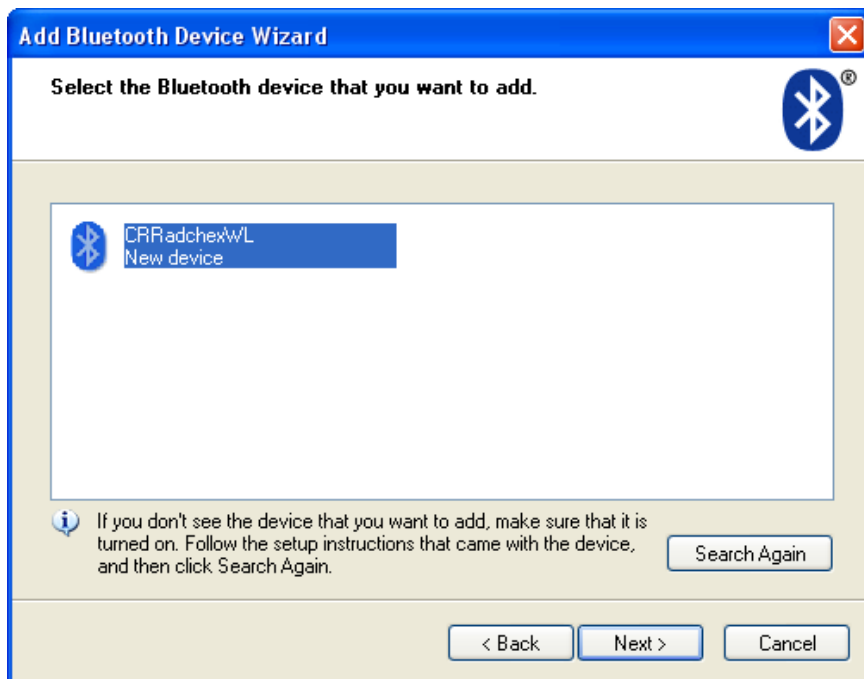 Add Bluetooth Device Wizard
Select the Bluetooth device that you want to add.
®
CRRadchexWL
New device
If you don't see the device that you want to add, make sure that it is
turned on. Follow the setup instructions that came with the device,
and then click Search Again.
Search Again
< Back
Next >
Cancel